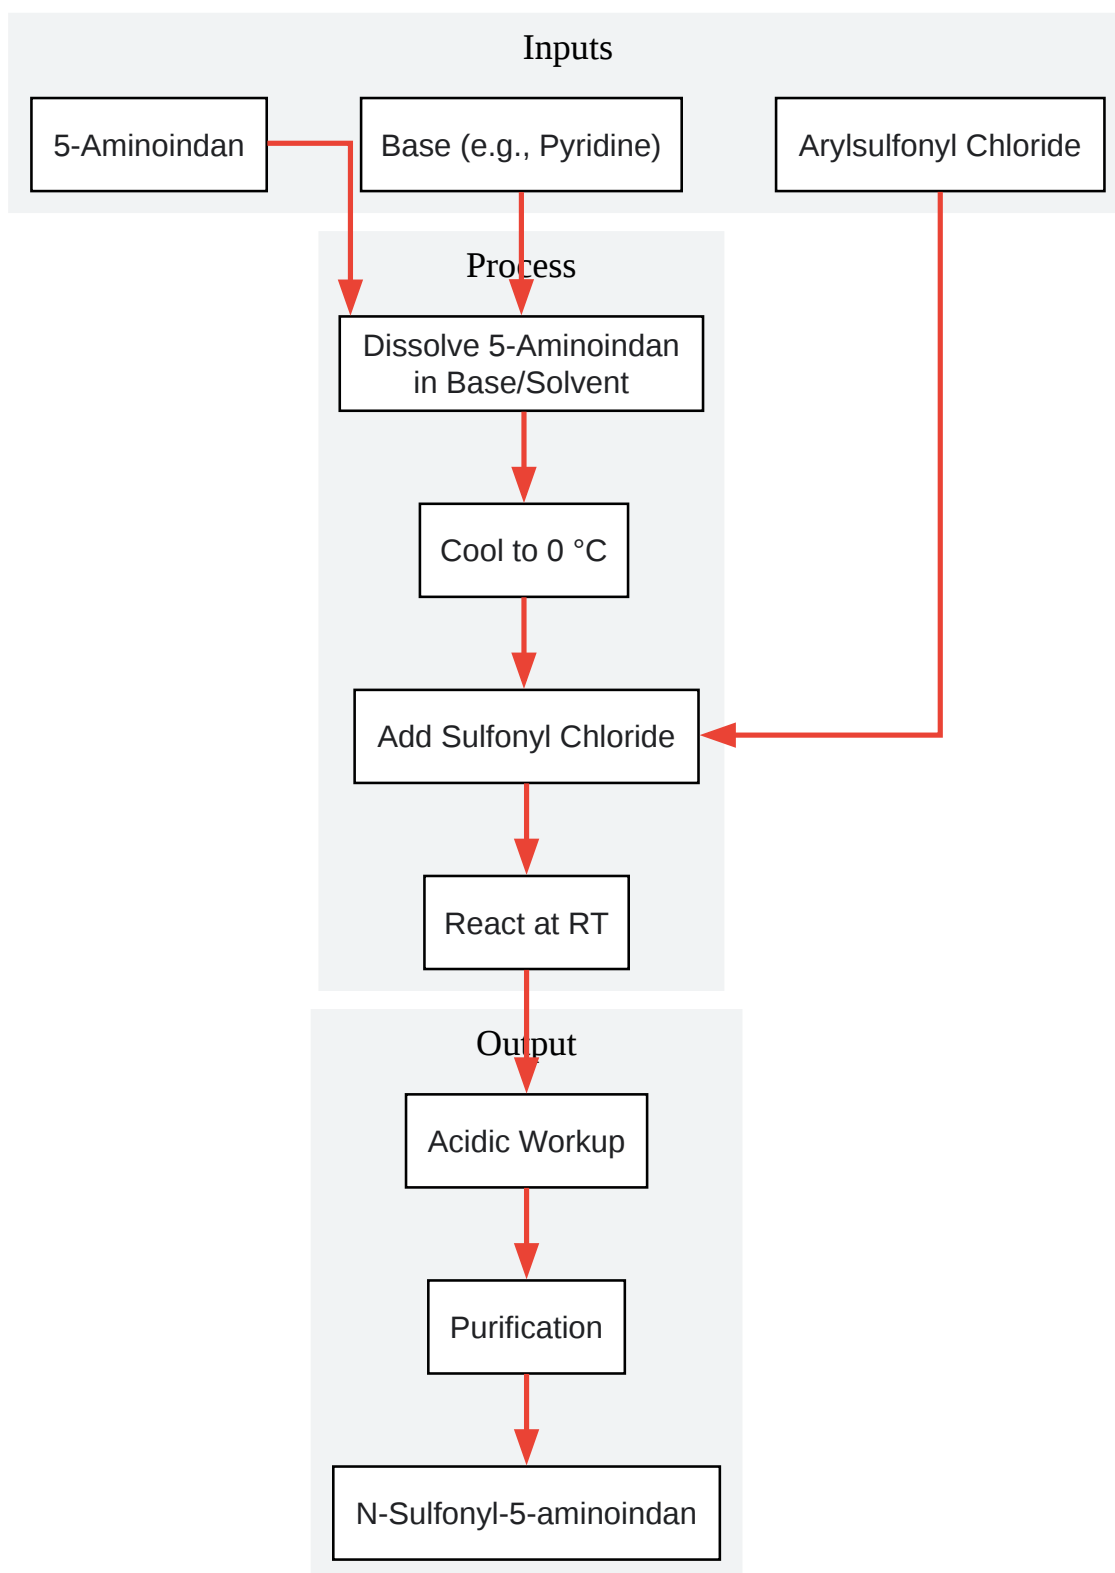 Inputs
5-Aminoindan
Base (e.g., Pyridine)
Arylsulfonyl Chloride
Process
Dissolve 5-Aminoindan
in Base/Solvent
Cool to 0 °C
Add Sulfonyl Chloride
React at RT
Output
Acidic Workup
Purification
N-Sulfonyl-5-aminoindan